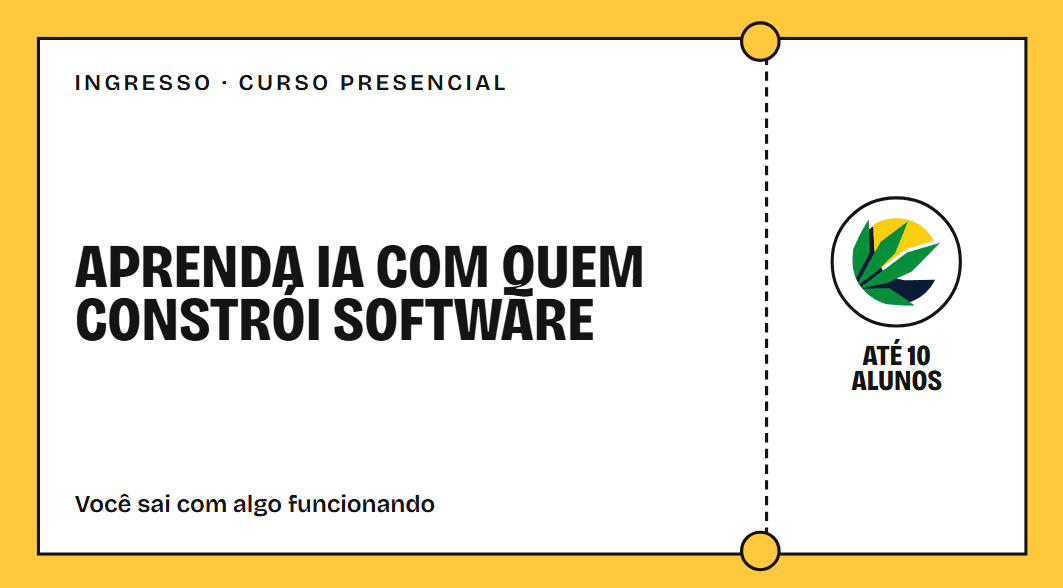 INGRESSO · CURSO PRESENCIAL
APRENDA IA COM QUEM
CONSTRÓI SOFTWARE
Você sai com algo funcionando
ATÉ 10
ALUNOS